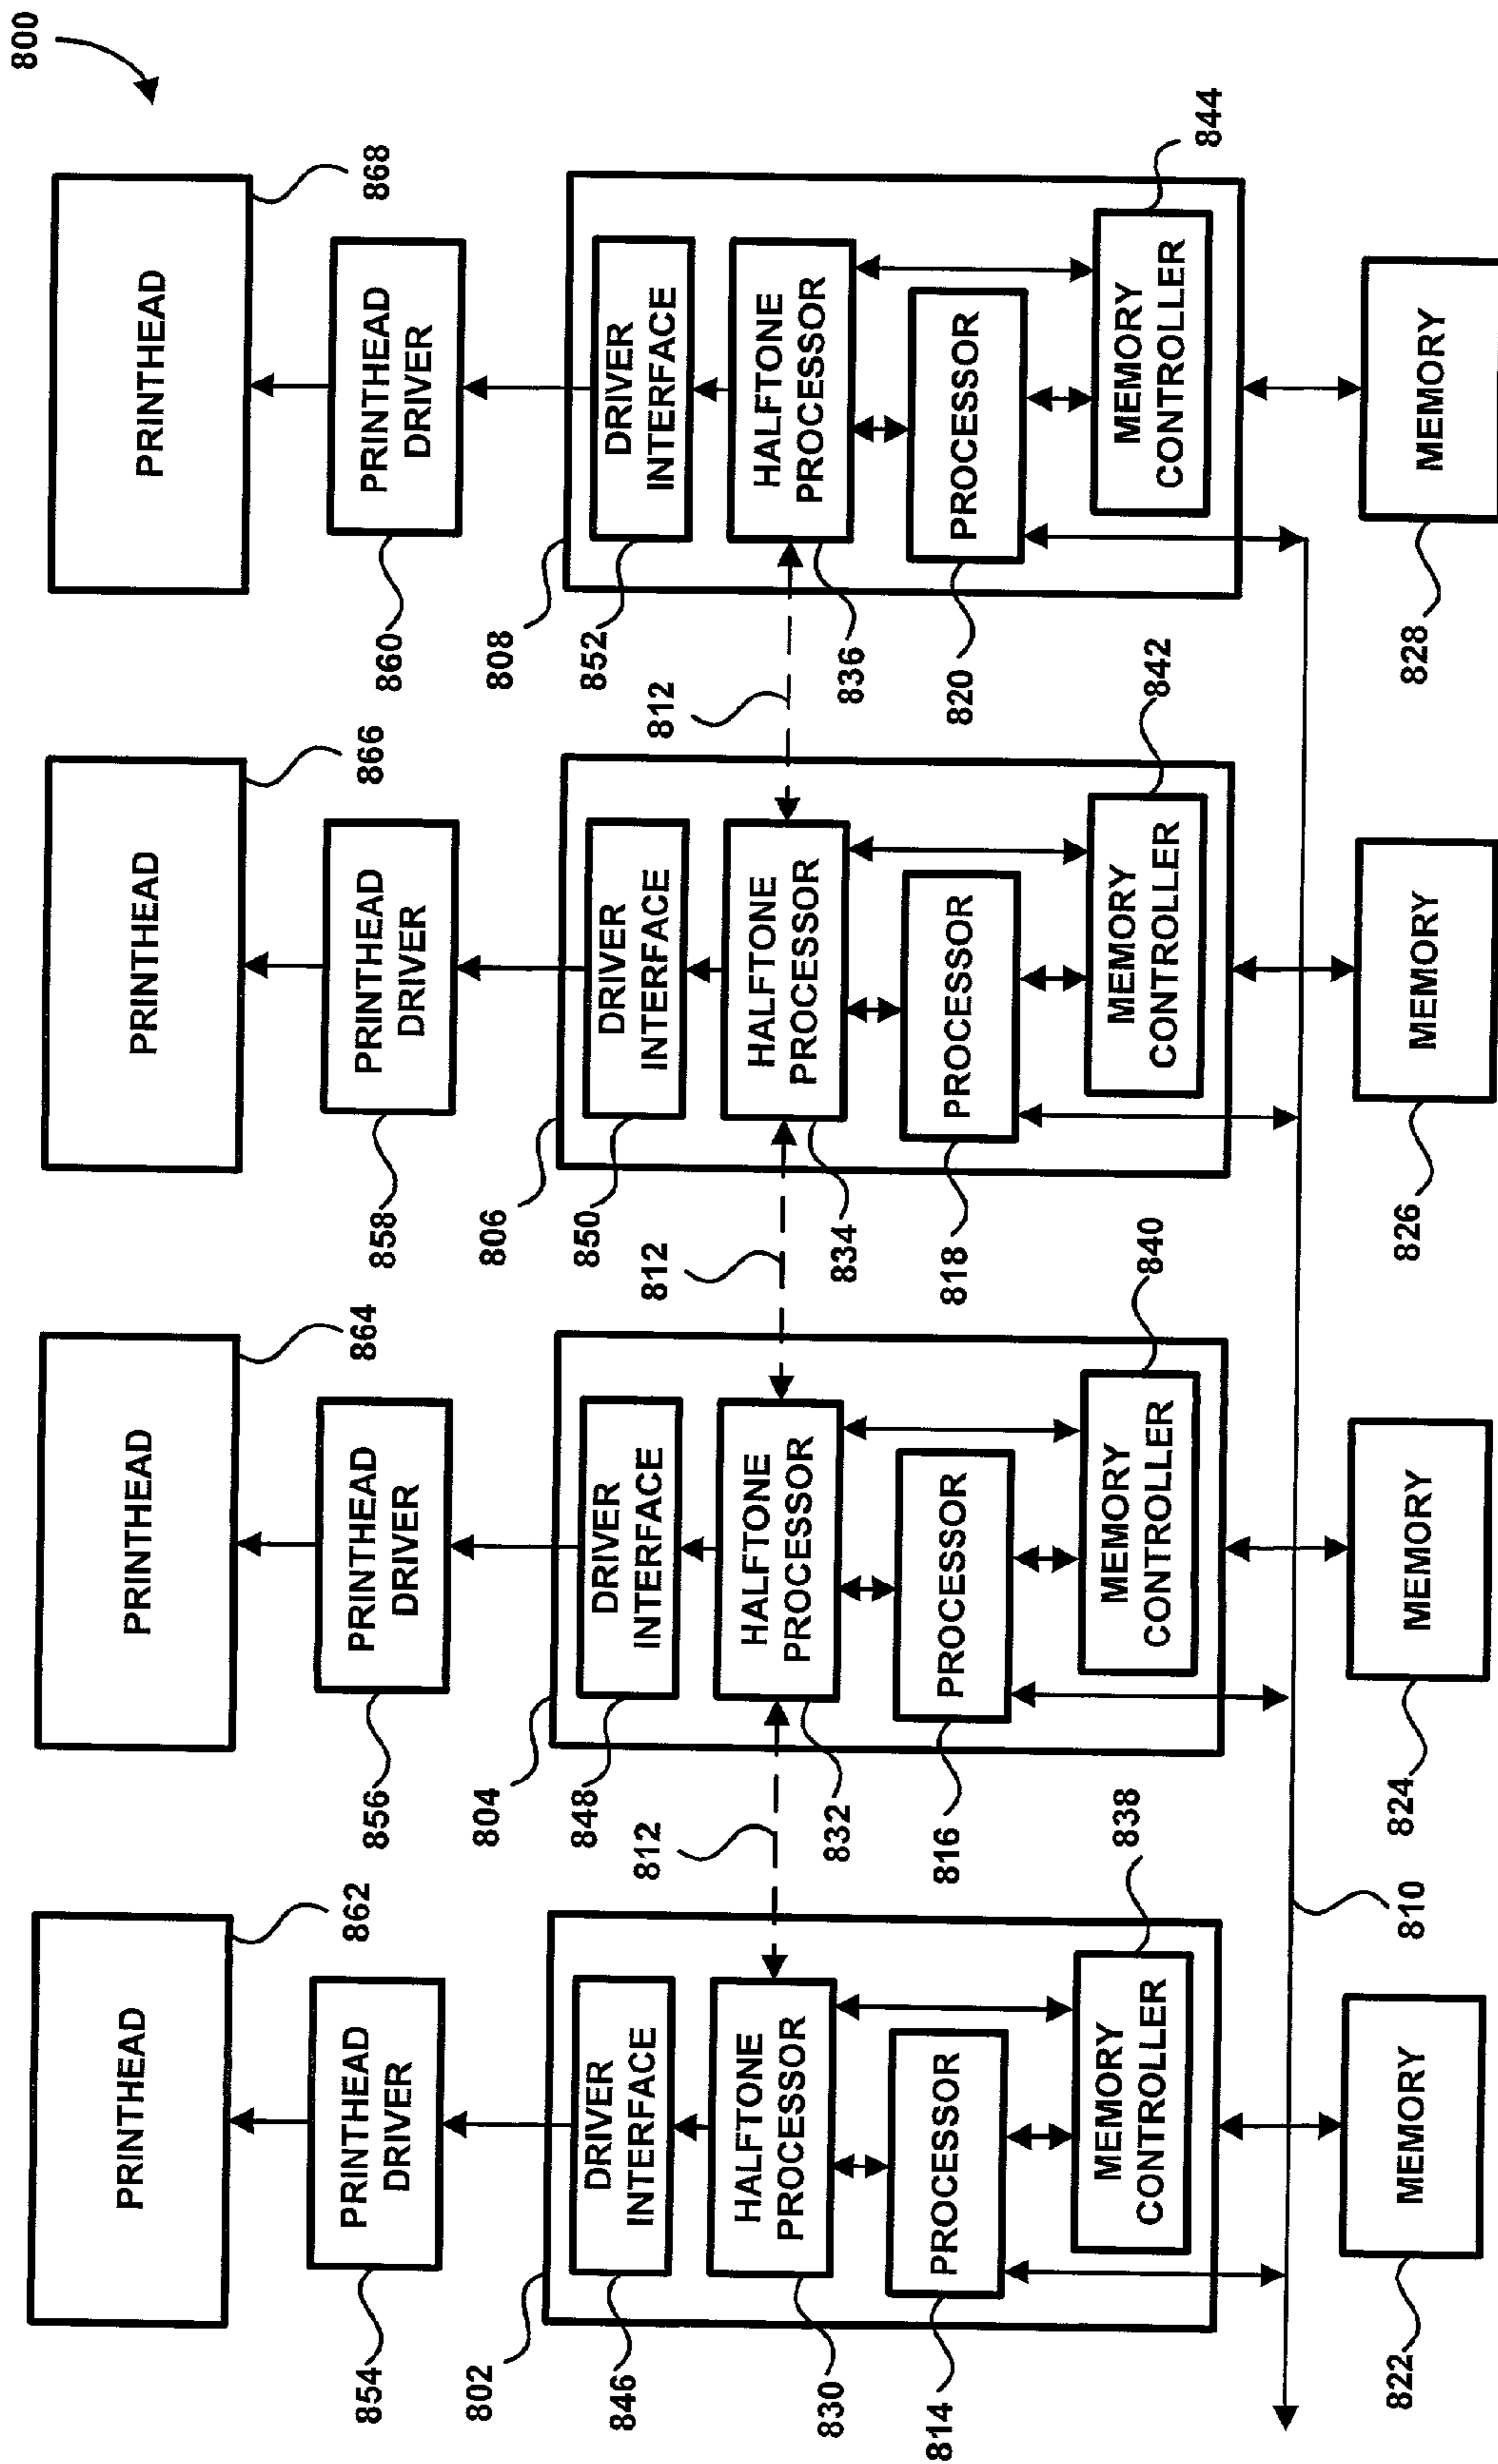 800
PRINTHEAD
862
PRINTHEAD
DRIVER
854
802
DRIVER
INTERFACE
846
HALFTONE
PROCESSOR
830
812
PROCESSOR
814
MEMORY
CONTROLLER
838
MEMORY
822
810
PRINTHEAD
864
PRINTHEAD
DRIVER
856
804
DRIVER
INTERFACE
848
HALFTONE
PROCESSOR
832
812
PROCESSOR
816
MEMORY
CONTROLLER
840
MEMORY
824
PRINTHEAD
866
PRINTHEAD
DRIVER
858
806
DRIVER
INTERFACE
850
HALFTONE
PROCESSOR
834
812
PROCESSOR
818
MEMORY
CONTROLLER
842
MEMORY
826
PRINTHEAD
868
PRINTHEAD
DRIVER
860
808
DRIVER
INTERFACE
852
HALFTONE
PROCESSOR
836
PROCESSOR
820
MEMORY
CONTROLLER
844
MEMORY
828